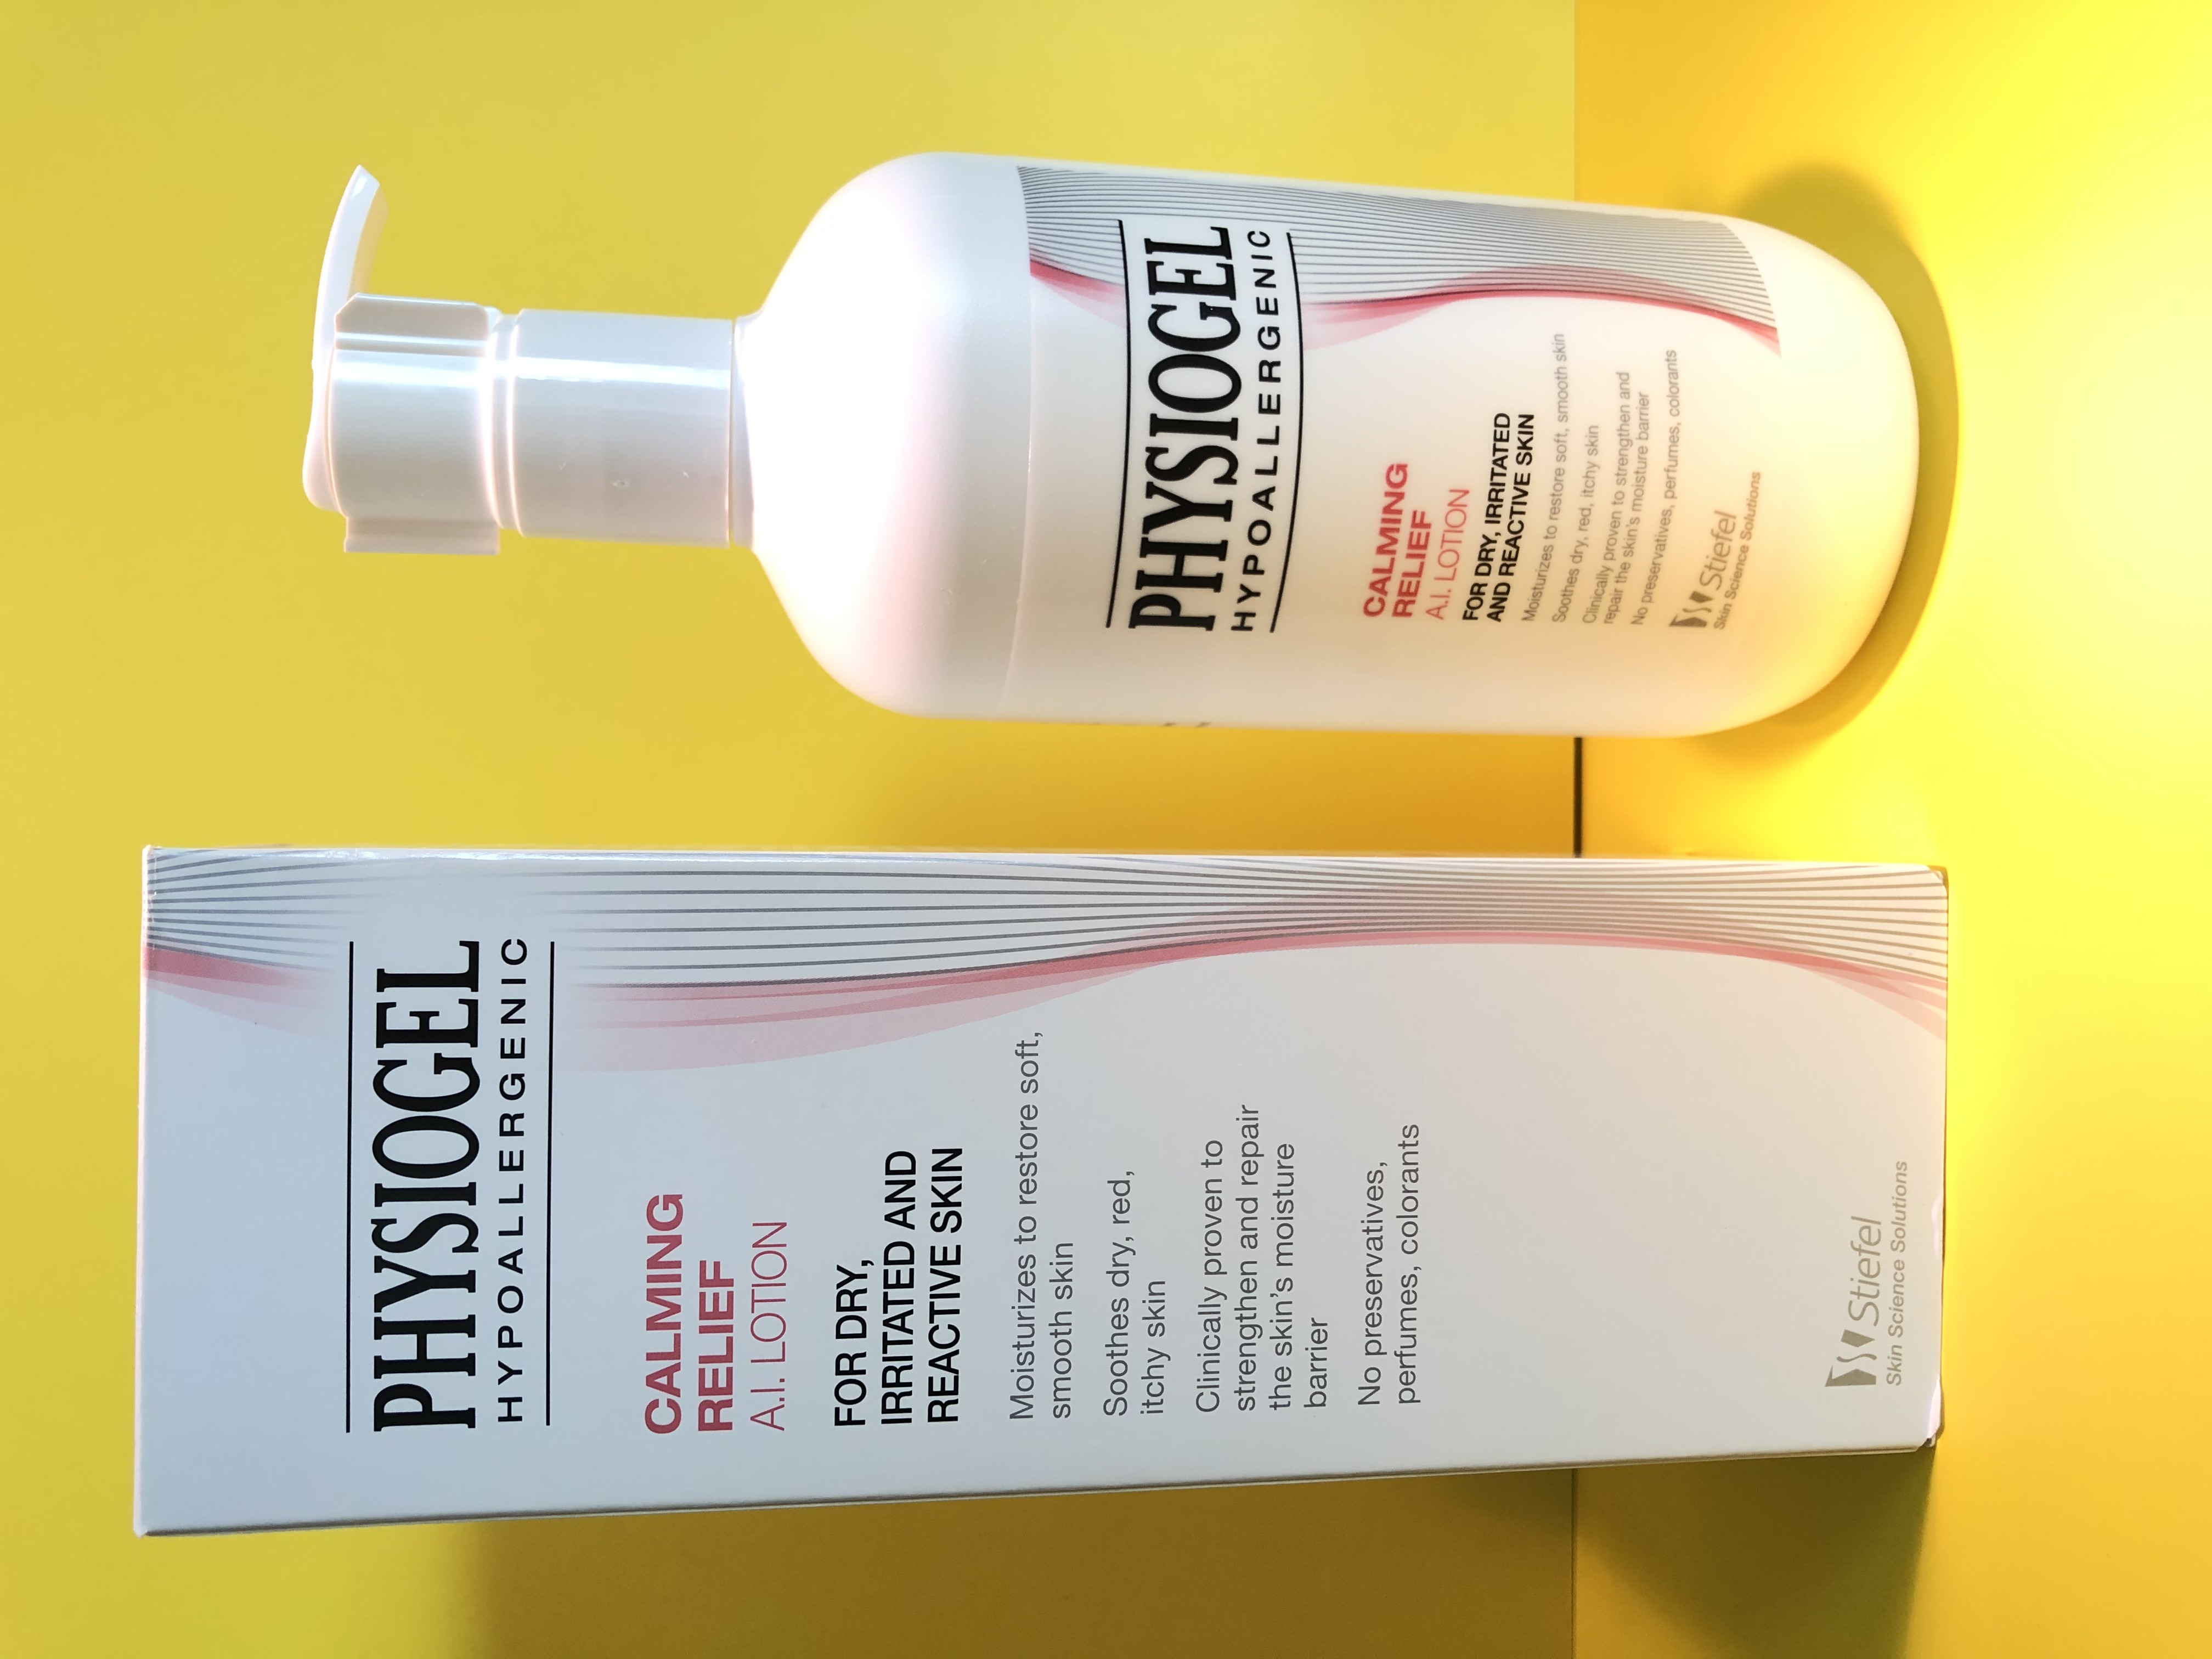 PHYSIOGEL
HYPOALLERGENIC
CALMING
RELIEF
A.I. LOTION
FOR DRY,
IRRITATED AND
REACTIVE SKIN
Moisturizes to restore soft,
smooth skin
Soothes dry, red,
itchy skin
Clinically proven to
strengthen and repair
the skin's moisture
barrier
No preservatives,
perfumes, colorants
Stiefel
Skin Science Solutions
PHYSIOGEL
HYPOALLERGENIC
CALMING
RELIEF
A.I. LOTION
FOR DRY, IRRITATED
AND REACTIVE SKIN
Moisturizes to restore soft, smooth skin
Soothes dry, red, itchy skin
Clinically proven to strengthen and
repair the skin's moisture barrier
No preservatives, perfumes, colorants
Stiefel
Skin Science Solutions